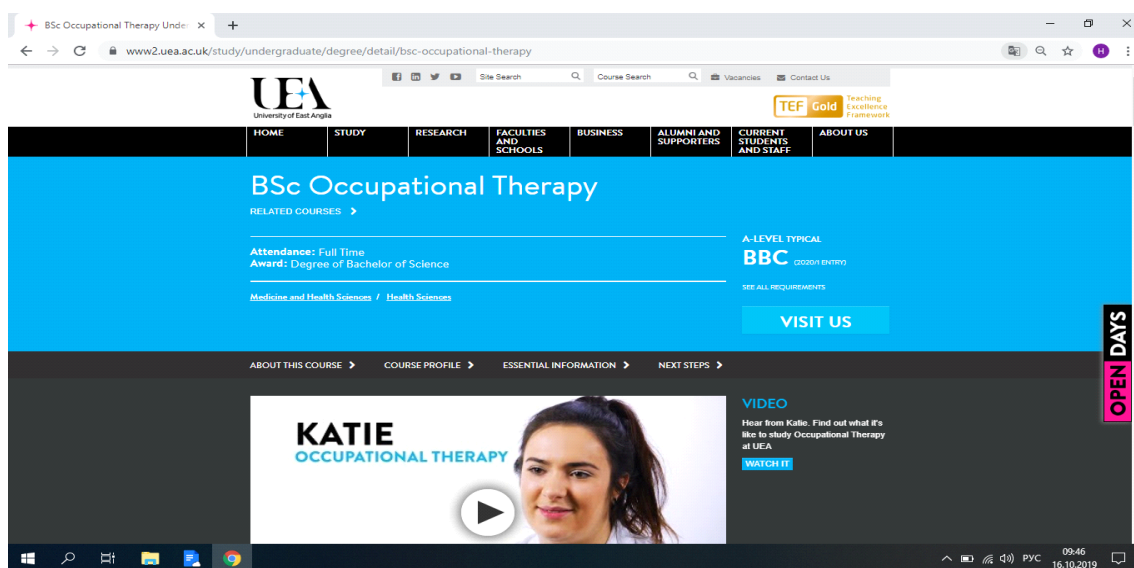 BSc Occupational Therapy Unde
www2.uea.ac.uk/study/undergraduate/degree/detail/bsc-occupational-therapy
H
Site Search
Course Search
Vacancies
Contact Us
UEA
University of East Anglia
TEF Gold
Teaching
Excellence
Framework
HOME
STUDY
RESEARCH
FACULTIES
AND
SCHOOLS
BUSINESS
ALUMNI AND
SUPPORTERS
CURRENT
STUDENTS
AND STAFF
ABOUT US
BSc Occupational Therapy
RELATED COURSES
Attendance: Full Time
Award: Degree of Bachelor of Science
Medicine and Health Sciences / Health Sciences
A-LEVEL TYPICAL
BBC (2020/1 ENTRY)
SEE ALL REQUIREMENTS
VISIT US
OPEN DAYS
ABOUT THIS COURSE
COURSE PROFILE
ESSENTIAL INFORMATION
NEXT STEPS
KATIE
OCCUPATIONAL THERAPY
VIDEO
Hear from Katie. Find out what it's
like to study Occupational Therapy
at UEA
WATCH IT
РУС
09:46
16.10.2019